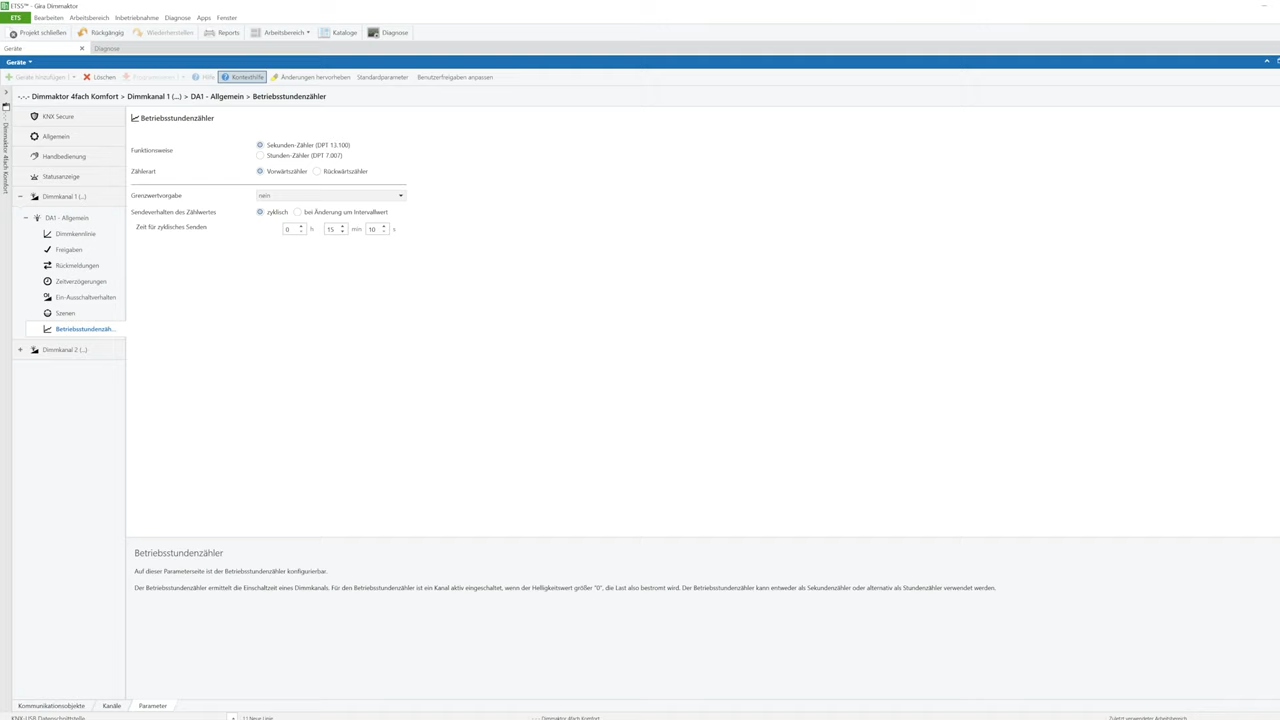 ETS5™ - Gira Dimmaktor
ETS Bearbeiten Arbeitsbereich Inbetriebnahme Diagnose Apps Fenster
Projekt schließen Rückgängig Wiederherstellen Reports Arbeitsbereich Kataloge Diagnose
Geräte Diagnose
Geräte
Geräte hinzufügen Löschen Programmieren Hilfe Kontexthilfe Änderungen hervorheben Standardparameter Benutzerfreigaben anpassen
-.-.- Dimmaktor 4fach Komfort > Dimmkanal 1 (...) > DA1 - Allgemein > Betriebsstundenzähler
-.-.- Dimmaktor 4fach Komfort
KNX Secure
Allgemein
Handbedienung
Statusanzeige
Dimmkanal 1 (...)
DA1 - Allgemein
Dimmkennlinie
Freigaben
Rückmeldungen
Zeitverzögerungen
Ein-Ausschaltverhalten
Szenen
Betriebsstundenzäh...
Dimmkanal 2 (...)
Betriebsstundenzähler
Funktionsweise
Sekunden-Zähler (DPT 13.100)
Stunden-Zähler (DPT 7.007)
Zählerart Vorwärtszähler Rückwärtszähler
Grenzwertvorgabe nein
Sendeverhalten des Zählwertes zyklisch bei Änderung um Intervallwert
Zeit für zyklisches Senden 0 h 15 min 10 s
Betriebsstundenzähler
Auf dieser Parameterseite ist der Betriebsstundenzähler konfigurierbar.
Der Betriebsstundenzähler ermittelt die Einschaltzeit eines Dimmkanals. Für den Betriebsstundenzähler ist ein Kanal aktiv eingeschaltet, wenn der Helligkeitswert größer "0", die Last also bestromt wird. Der Betriebsstundenzähler kann entweder als Sekundenzähler oder alternativ als Stundenzähler verwendet werden.
Kommunikationsobjekte Kanäle Parameter
KNX-USB Datenschnittstelle 1.1 Neue Linie -.-.- Dimmaktor 4fach Komfort Zuletzt verwendeter Arbeitsbereich